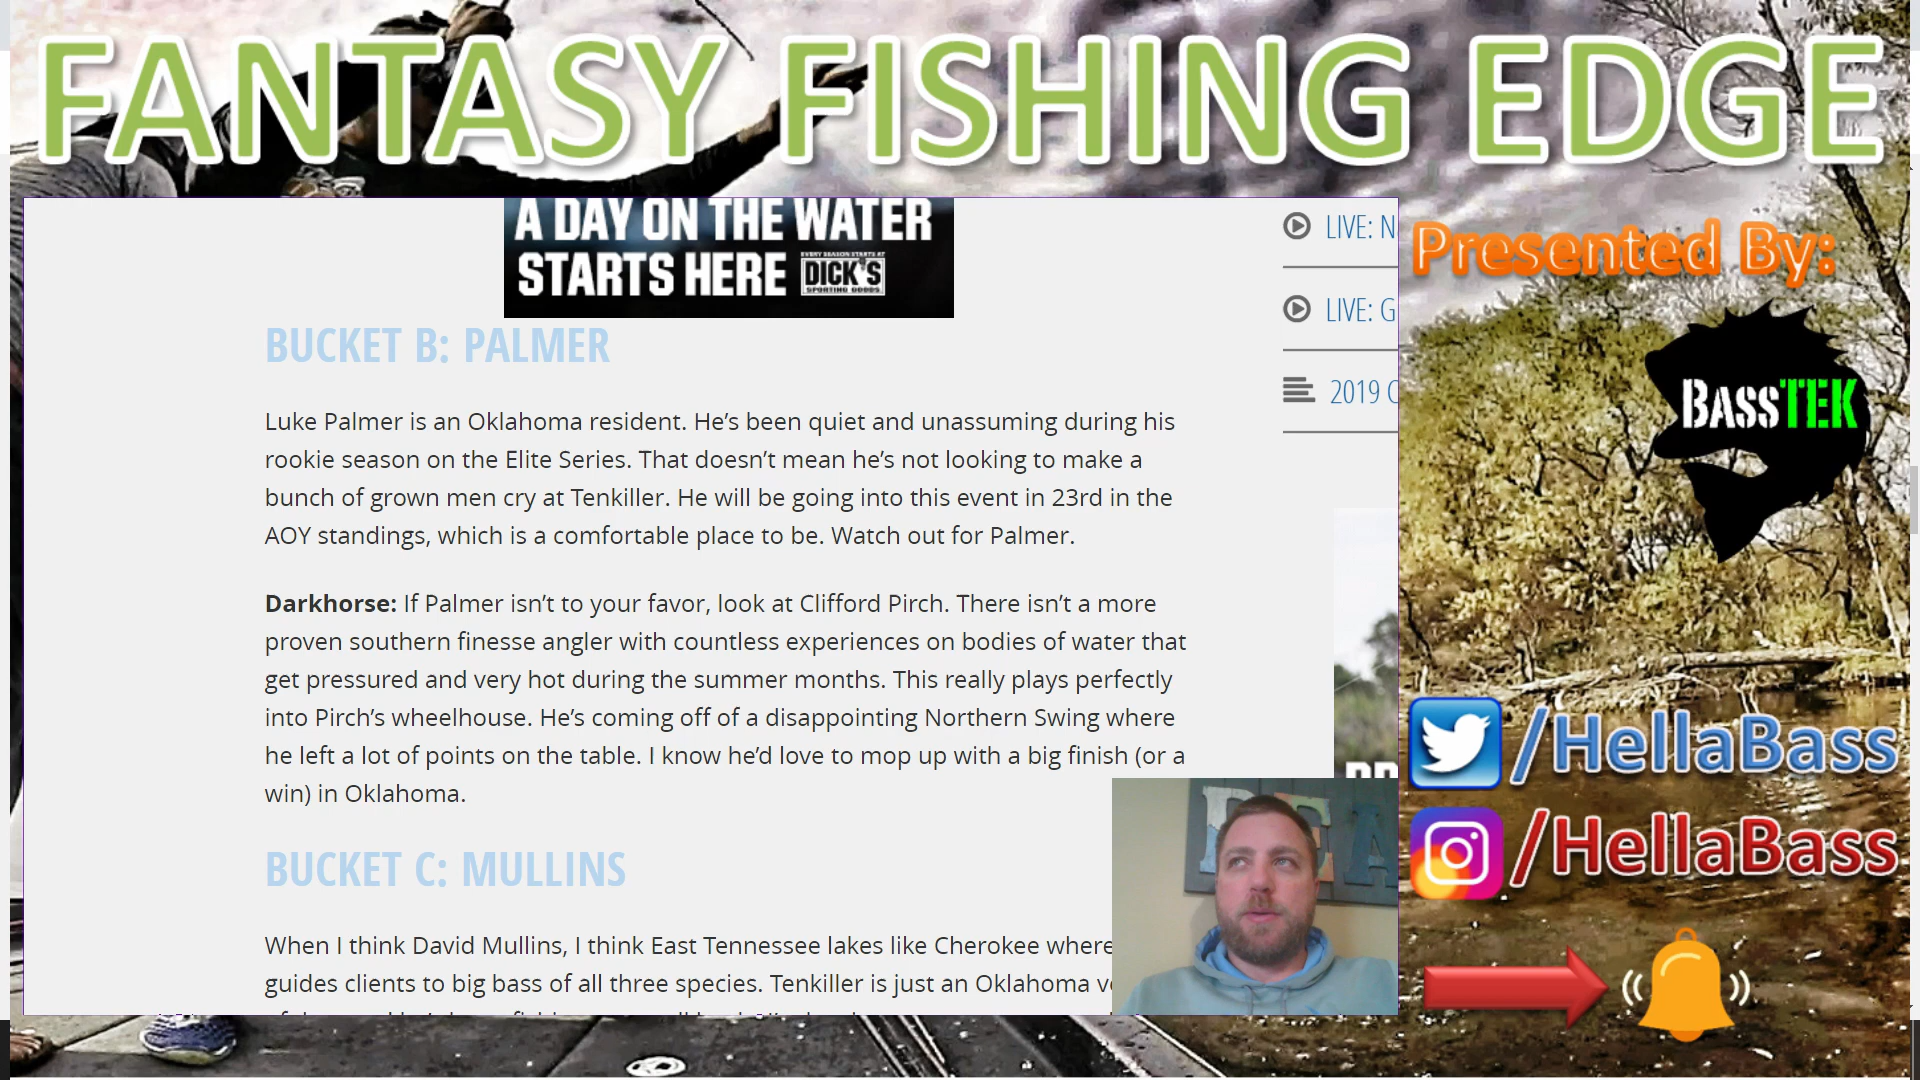 FANTASY FISHING EDGE
A DAY ON THE WATER
STARTS HERE
EVERY SEASON STARTS AT
DICK'S
SPORTING GOODS
LIVE: N
LIVE: G
2019
Presented By:
BASSTEK
BUCKET B: PALMER
Luke Palmer is an Oklahoma resident. He’s been quiet and unassuming during his
rookie season on the Elite Series. That doesn’t mean he’s not looking to make a
bunch of grown men cry at Tenkiller. He will be going into this event in 23rd in the
AOY standings, which is a comfortable place to be. Watch out for Palmer.
Darkhorse: If Palmer isn’t to your favor, look at Clifford Pirch. There isn’t a more
proven southern finesse angler with countless experiences on bodies of water that
get pressured and very hot during the summer months. This really plays perfectly
into Pirch’s wheelhouse. He’s coming off of a disappointing Northern Swing where
he left a lot of points on the table. I know he’d love to mop up with a big finish (or a
win) in Oklahoma.
BUCKET C: MULLINS
When I think David Mullins, I think East Tennessee lakes like Cherokee where
guides clients to big bass of all three species. Tenkiller is just an Oklahoma
/HellaBass
/HellaBass